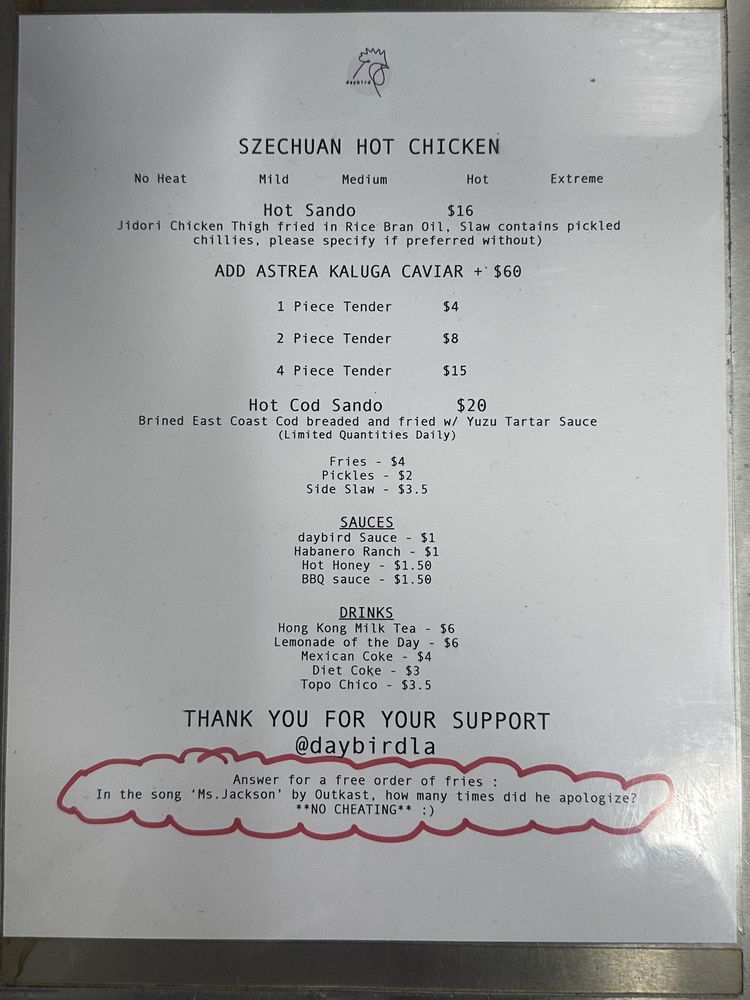 daybird
SZECHUAN HOT CHICKEN
No Heat Mild Medium Hot Extreme
Hot Sando $16
Jidori Chicken Thigh fried in Rice Bran Oil, Slaw contains pickled
chillies, please specify if preferred without)
ADD ASTREA KALUGA CAVIAR + $60
1 Piece Tender $4
2 Piece Tender $8
4 Piece Tender $15
Hot Cod Sando $20
Brined East Coast Cod breaded and fried w/ Yuzu Tartar Sauce
(Limited Quantities Daily)
Fries - $4
Pickles - $2
Side Slaw - $3.5
SAUCES
daybird Sauce - $1
Habanero Ranch - $1
Hot Honey - $1.50
BBQ sauce - $1.50
DRINKS
Hong Kong Milk Tea - $6
Lemonade of the Day - $6
Mexican Coke - $4
Diet Coke - $3
Topo Chico - $3.5
THANK YOU FOR YOUR SUPPORT
@daybirdla
Answer for a free order of fries :
In the song ‘Ms.Jackson’ by Outkast, how many times did he apologize?
**NO CHEATING** :)